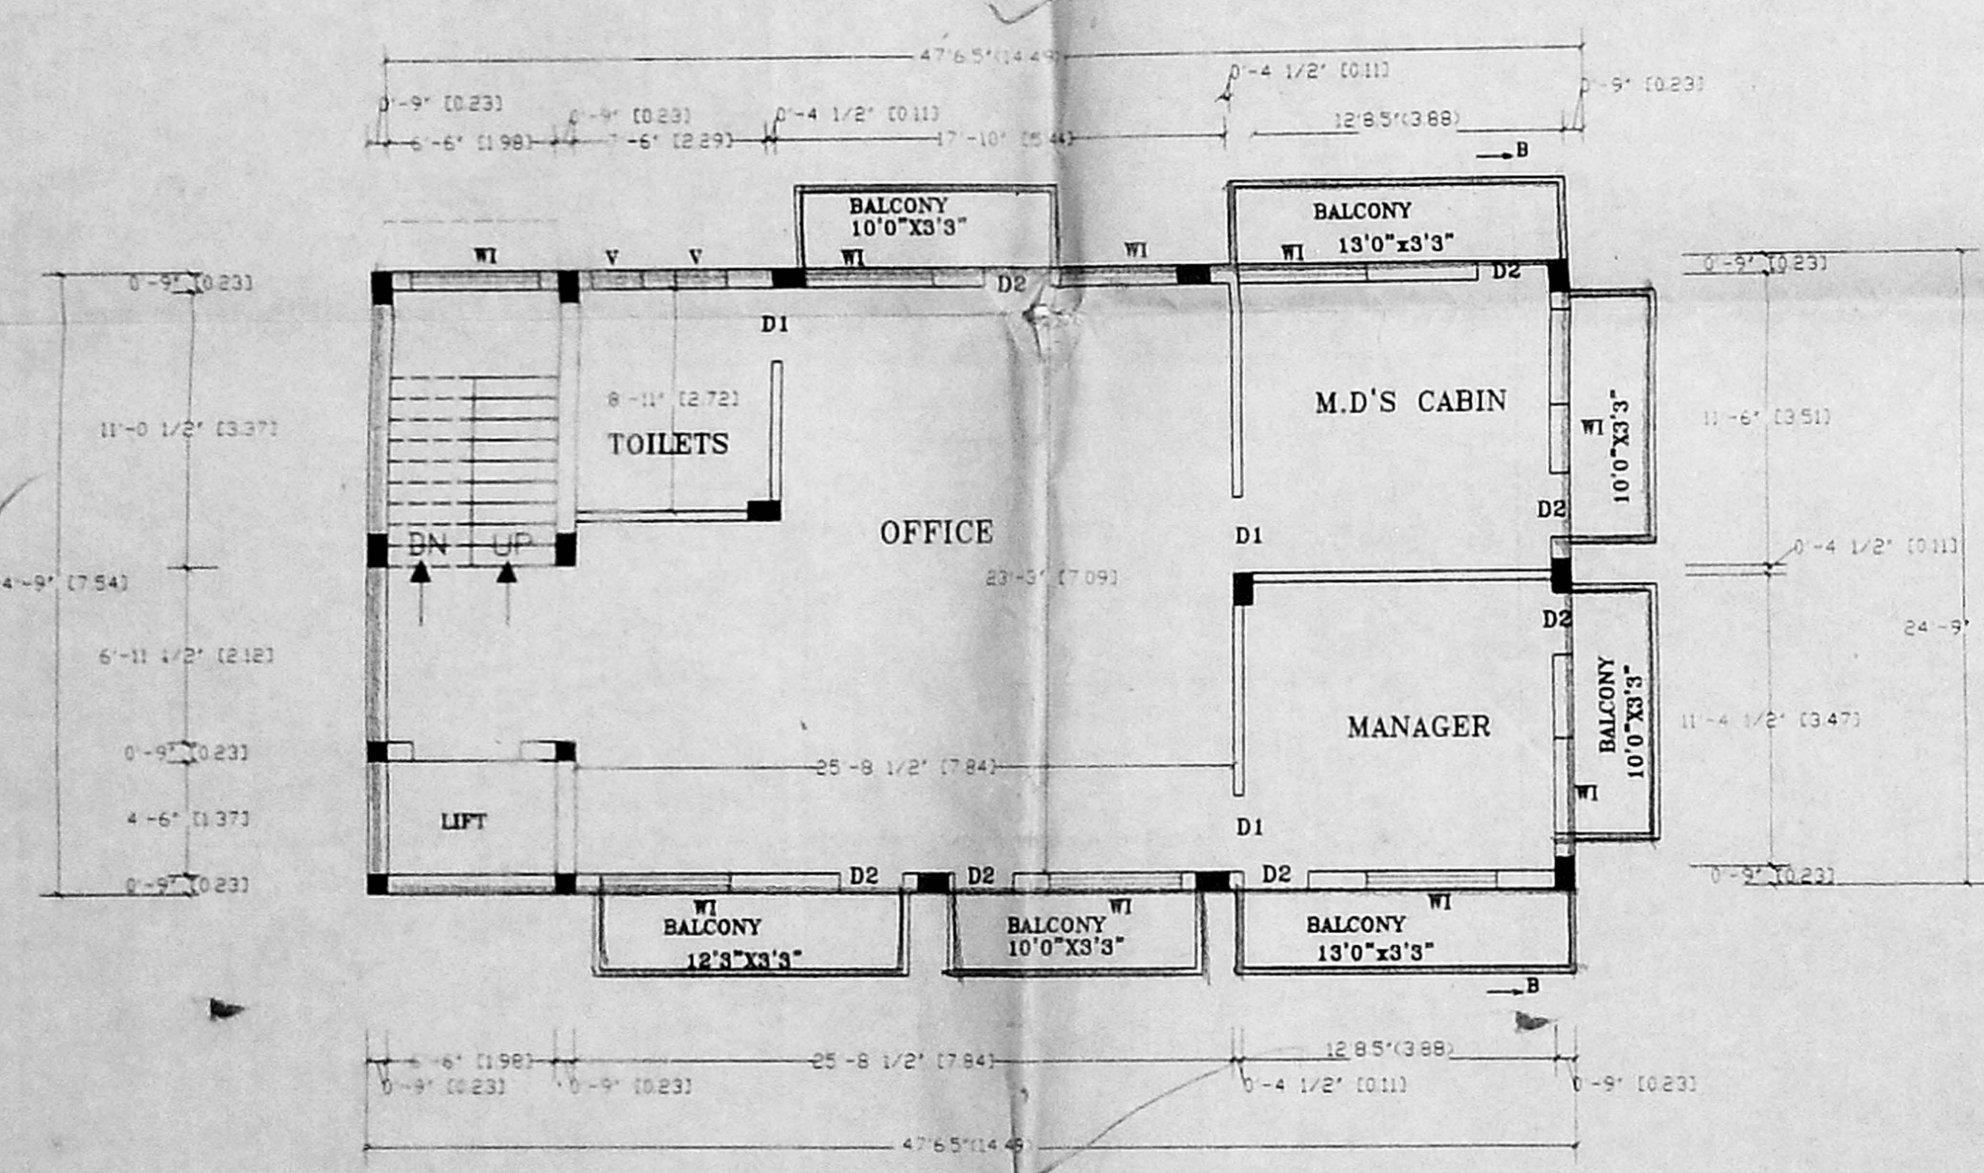 47'6.5"(14.49)
0'-4 1/2" [0.11]
0'-9" [0.23]
0'-9" [0.23]
0'-9" [0.23]
0'-4 1/2" [0.11]
12'8.5"(3.88)
6'-6" [1.98]
-6" [2.29]
17'-10" [5.44]
B
BALCONY
10'0"X3'3"
BALCONY
13'0"x3'3"
WI
V
V
WI
WI
WI
D2
D2
0'-9" [0.23]
0'-9" [0.23]
D1
8'-11" [2.72]
TOILETS
M.D'S CABIN
WI
10'0"X3'3"
11'-0 1/2" [3.37]
11'-6" [3.51]
D2
OFFICE
D1
DN
UP
0'-4 1/2" [0.11]
23'-3" [7.09]
4'-9" [7.54]
D2
24'-9"
6'-11 1/2" [2.12]
BALCONY
10'0"X3'3"
MANAGER
11'-4 1/2" [3.47]
0'-9" [0.23]
25'-8 1/2" [7.84]
WI
4'-6" [1.37]
LIFT
D1
0'-9" [0.23]
D2
D2
D2
0'-9" [0.23]
WI
BALCONY
12'3"X3'3"
WI
BALCONY
10'0"X3'3"
WI
BALCONY
13'0"x3'3"
B
6'-6" [1.98]
25'-8 1/2" [7.84]
12'8.5"(3.88)
0'-9" [0.23]
0'-9" [0.23]
0'-4 1/2" [0.11]
0'-9" [0.23]
47'6.5"(14.49)